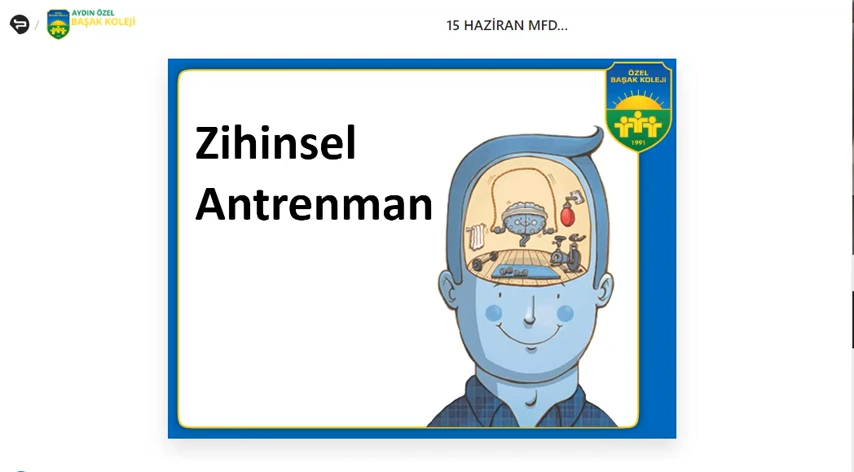 AYDIN ÖZEL
BAŞAK KOLEJİ
15 HAZİRAN MFD...
ÖZEL
BAŞAK KOLEJİ
1991
Zihinsel
Antrenman